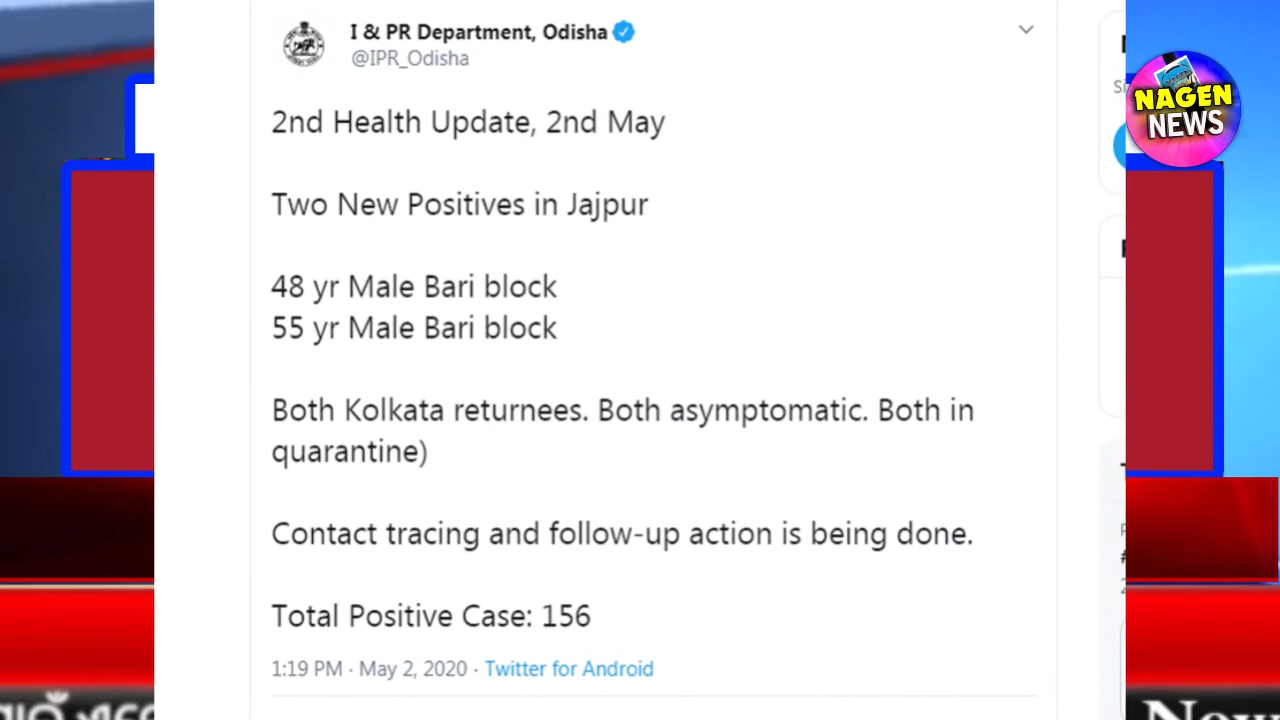 I & PR Department, Odisha
@IPR_Odisha
NAGEN
NEWS
2nd Health Update, 2nd May
Two New Positives in Jajpur
48 yr Male Bari block
55 yr Male Bari block
Both Kolkata returnees. Both asymptomatic. Both in
quarantine)
Contact tracing and follow-up action is being done.
Total Positive Case: 156
1:19 PM · May 2, 2020 · Twitter for Android